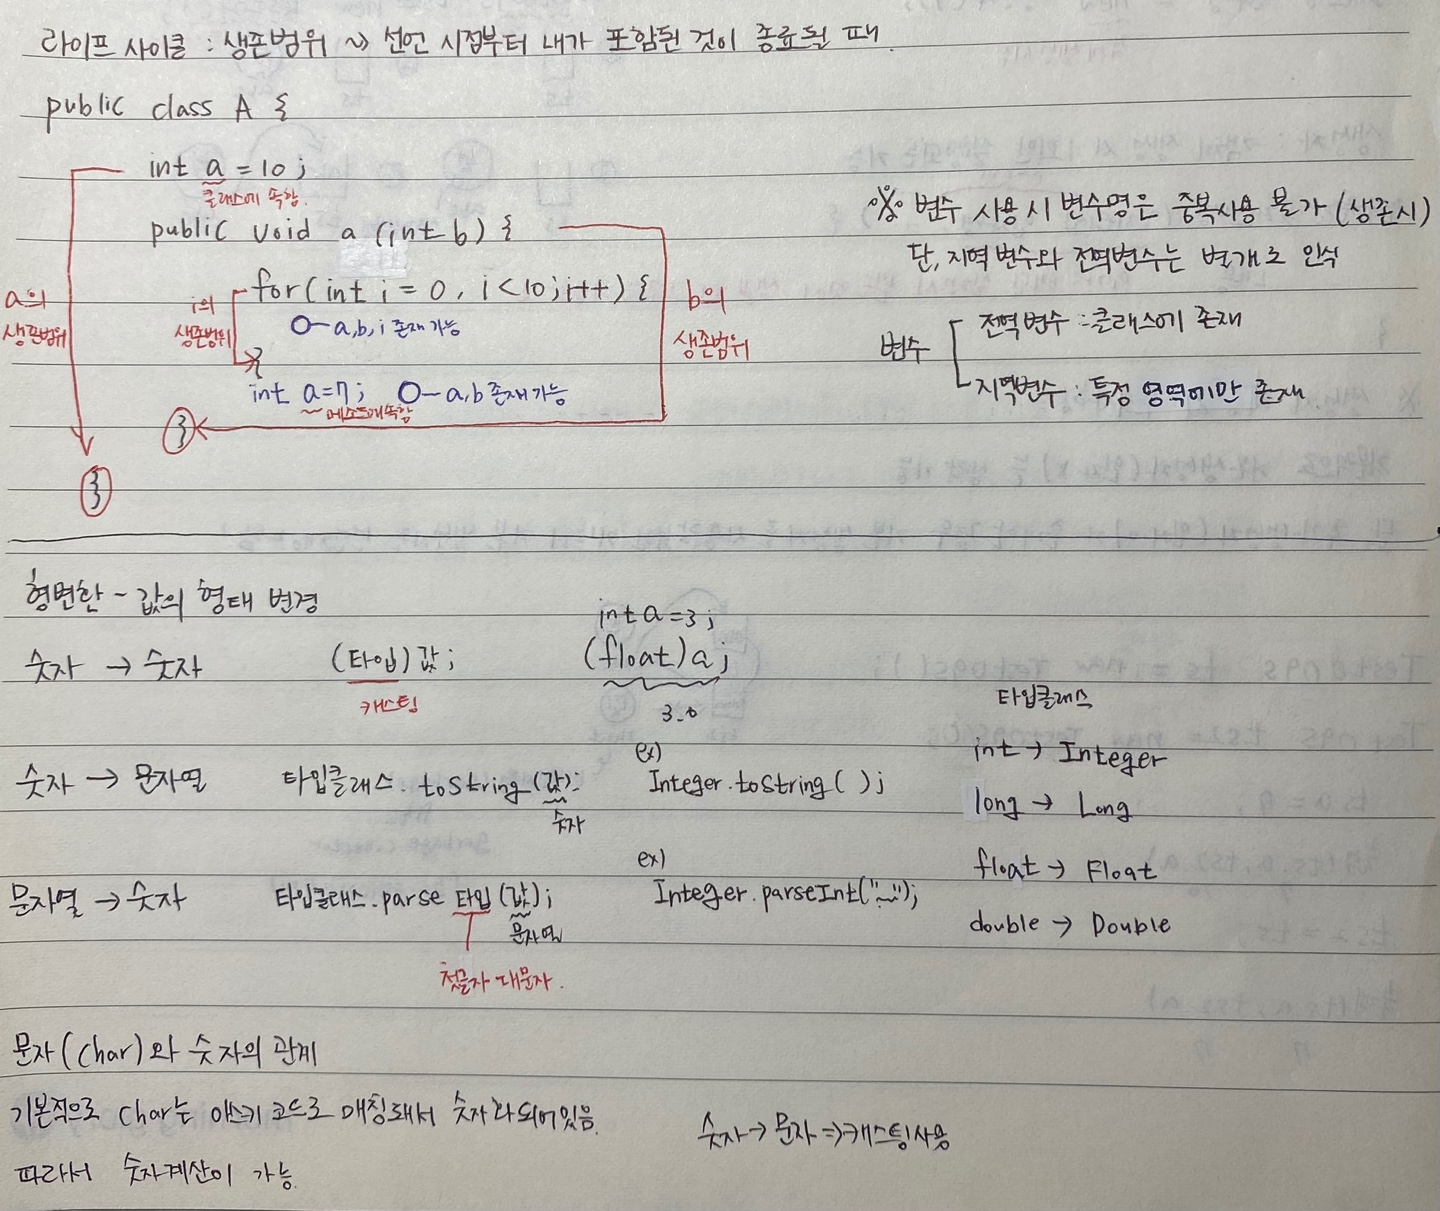 라이프 사이클 : 생존범위 ~> 선언 시점부터 내가 포함된 것이 종료될 때.
public class A {
int a = 10 ;
클래스에 속함.
public void a (int b) {
for(int i = 0, i<10; i++) {
a의
생존범위
i의
생존범위
b의
생존범위
O-a,b,i 존재 가능
}
int a=7 ; O-a,b 존재 가능
메소드에 속함
}
}
※ 변수 사용 시 변수명은 중복사용 불가 (생존시)
단, 지역변수와 전역변수는 별개로 인식
변수
전역변수 : 클래스에 존재
지역변수 : 특정 영역에만 존재.
형변환 - 값의 형태 변경
숫자 → 숫자 (타입) 값 ;
캐스팅
int a = 3 ;
(float) a ;
3.0
타입클래스
int → Integer
long → Long
float → Float
double → Double
숫자 → 문자열 타입클래스. toString (값);
숫자
ex)
Integer.toString( ) ;
문자열 → 숫자 타입클래스.parse 타입 (값);
문자열
첫글자 대문자.
ex)
Integer.parseInt("~");
문자(char)와 숫자의 관계
기본적으로 char는 아스키 코드로 매칭돼서 숫자화되어있음.
따라서 숫자계산이 가능.
숫자 → 문자 => 캐스팅사용